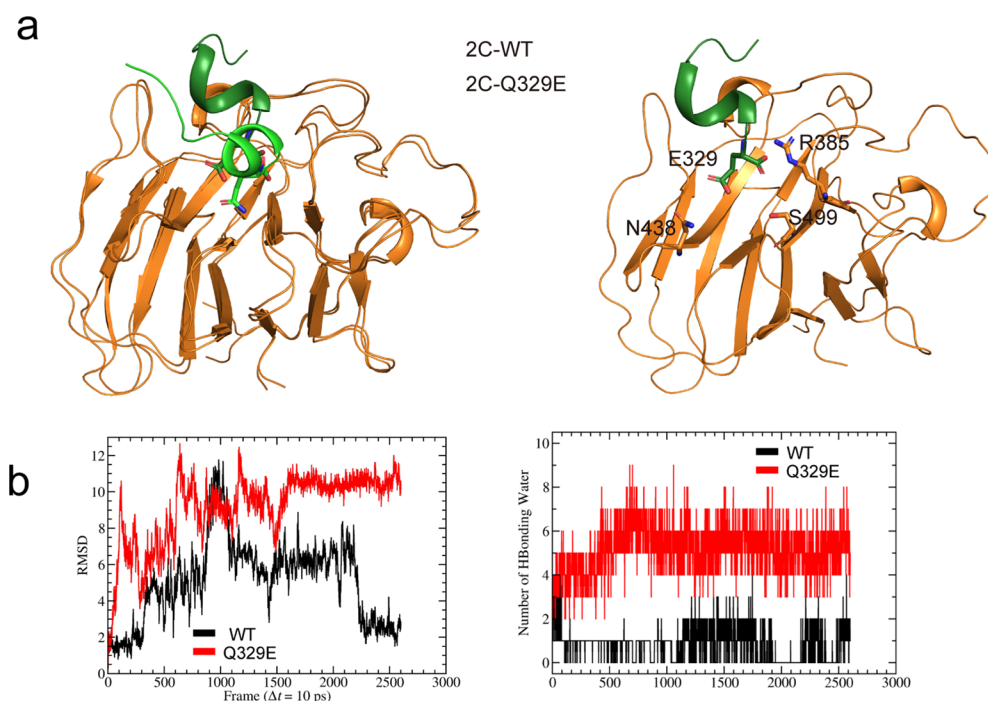 a
2C-WT
2C-Q329E
E329
R385
N438
S499
b
RMSD
12
10
8
6
4
2
0
WT
Q329E
0 500 1000 1500 2000 2500 3000
Frame (Δt = 10 ps)
Number of HBonding Water
10
8
6
4
2
0
WT
Q329E
0 500 1000 1500 2000 2500 3000